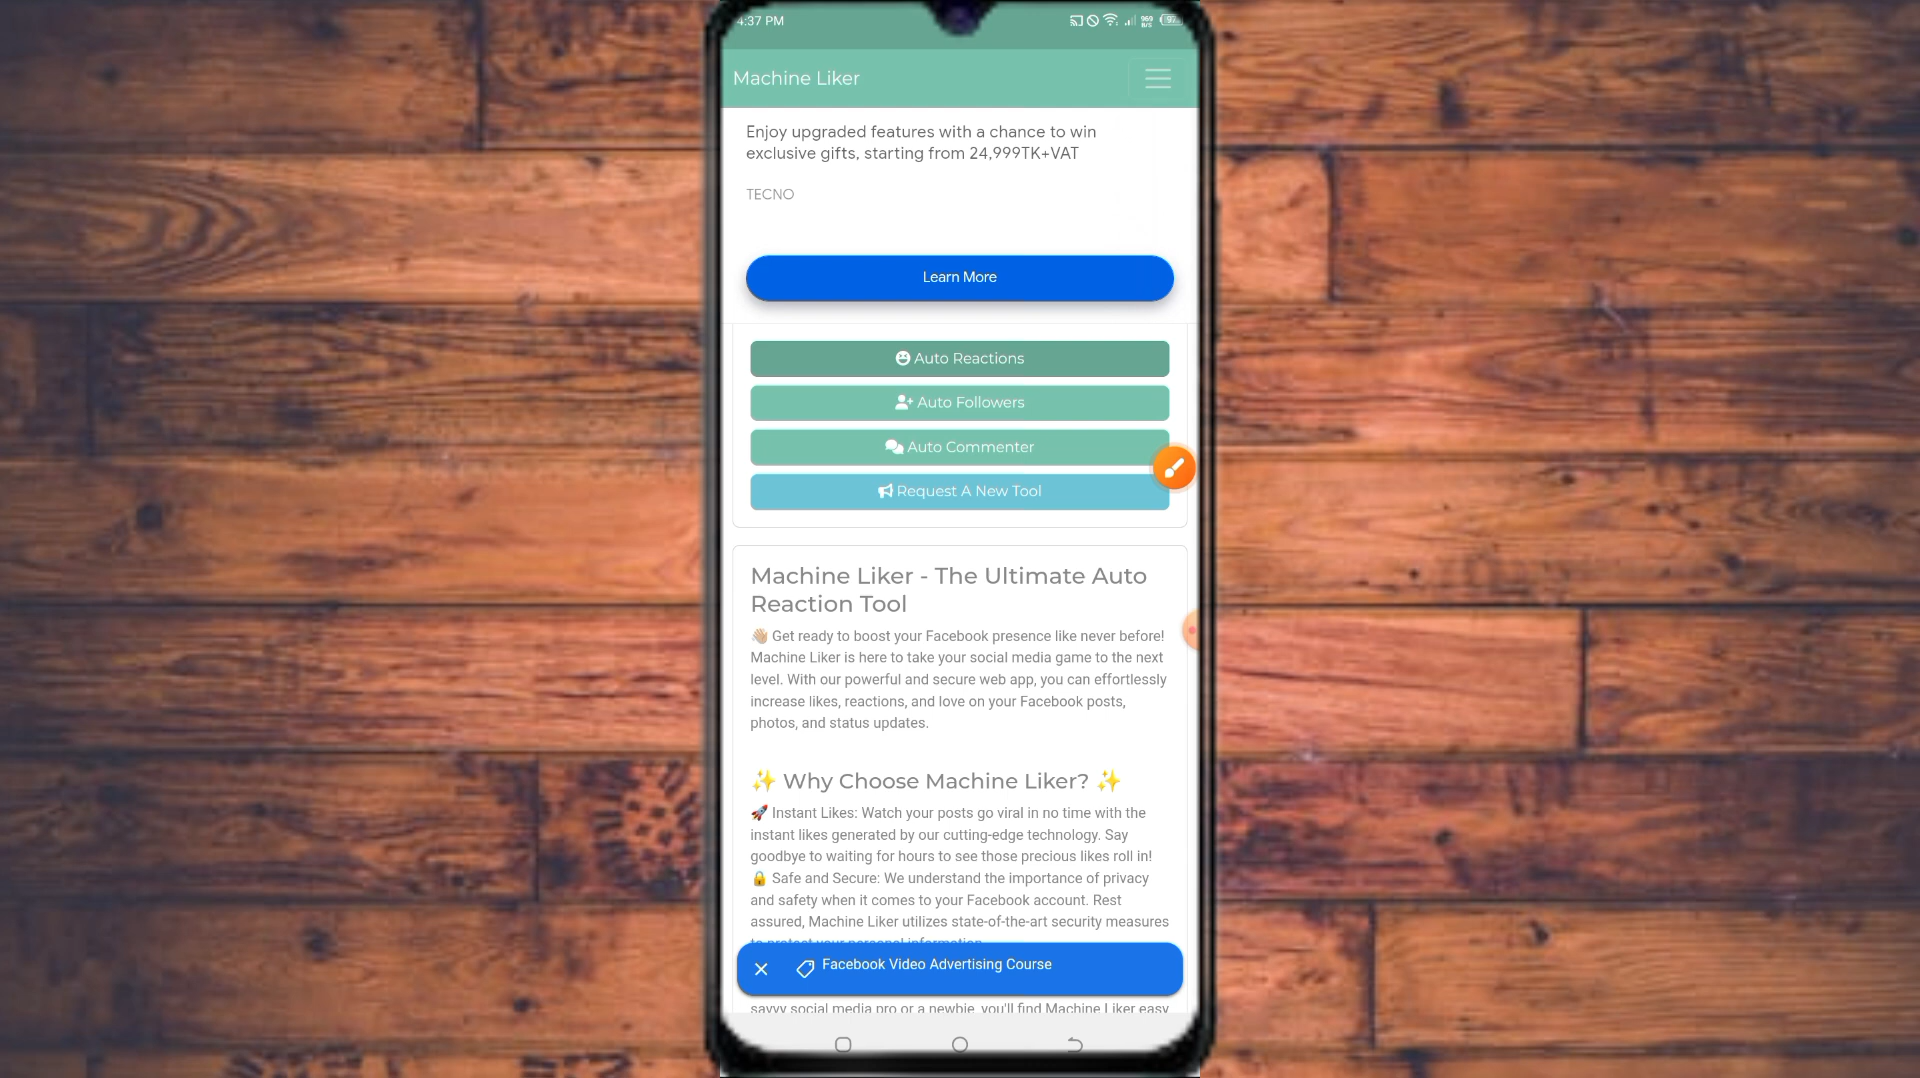 4:37 PM
969
B/S
97
Machine Liker
Enjoy upgraded features with a chance to win
exclusive gifts, starting from 24,999TK+VAT
TECNO
Learn More
Auto Reactions
Auto Followers
Auto Commenter
Request A New Tool
Machine Liker - The Ultimate Auto
Reaction Tool
👋🏼 Get ready to boost your Facebook presence like never before!
Machine Liker is here to take your social media game to the next
level. With our powerful and secure web app, you can effortlessly
increase likes, reactions, and love on your Facebook posts,
photos, and status updates.
✨ Why Choose Machine Liker? ✨
🚀 Instant Likes: Watch your posts go viral in no time with the
instant likes generated by our cutting-edge technology. Say
goodbye to waiting for hours to see those precious likes roll in!
🔒 Safe and Secure: We understand the importance of privacy
and safety when it comes to your Facebook account. Rest
assured, Machine Liker utilizes state-of-the-art security measures
to protect your personal information.
Facebook Video Advertising Course
savvy social media pro or a newbie, you'll find Machine Liker easy